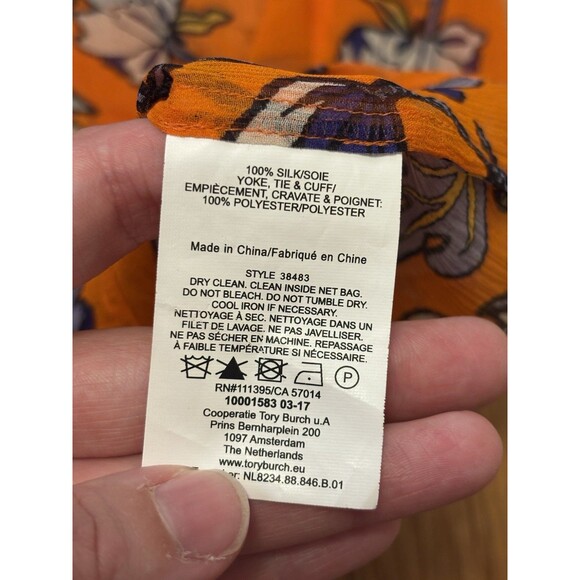 100% SILK/SOIE
YOKE, TIE & CUFF/
EMPIÈCEMENT, CRAVATE & POIGNET:
100% POLYESTER/POLYESTER
Made in China/Fabriqué en Chine
STYLE 38483
DRY CLEAN. CLEAN INSIDE NET BAG.
DO NOT BLEACH. DO NOT TUMBLE DRY.
COOL IRON IF NECESSARY.
NETTOYAGE À SEC. NETTOYAGE DANS UN
FILET DE LAVAGE. NE PAS JAVELLISER.
NE PAS SÉCHER EN MACHINE. REPASSAGE
À FAIBLE TEMPÉRATURE SI NÉCESSAIRE.
P
RN#111395/CA 57014
10001583 03-17
Cooperatie Tory Burch u.A
Prins Bernharplein 200
1097 Amsterdam
The Netherlands
www.toryburch.eu
NL8234.88.846.B.01